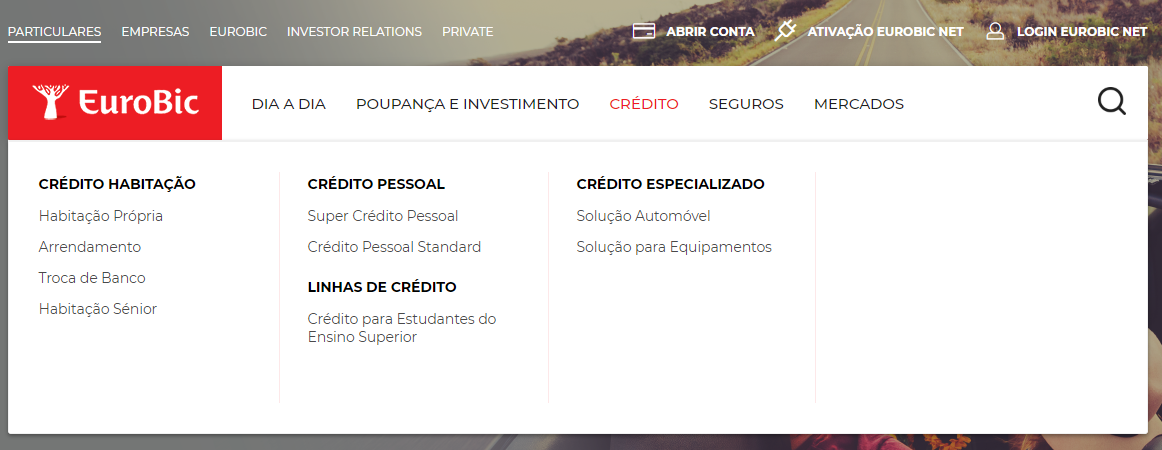 PARTICULARES EMPRESAS EUROBIC INVESTOR RELATIONS PRIVATE ABRIR CONTA ATIVAÇÃO EUROBIC NET LOGIN EUROBIC NET
EuroBic DIA A DIA POUPANÇA E INVESTIMENTO CRÉDITO SEGUROS MERCADOS
CRÉDITO HABITAÇÃO
Habitação Própria
Arrendamento
Troca de Banco
Habitação Sénior
CRÉDITO PESSOAL
Super Crédito Pessoal
Crédito Pessoal Standard
LINHAS DE CRÉDITO
Crédito para Estudantes do
Ensino Superior
CRÉDITO ESPECIALIZADO
Solução Automóvel
Solução para Equipamentos